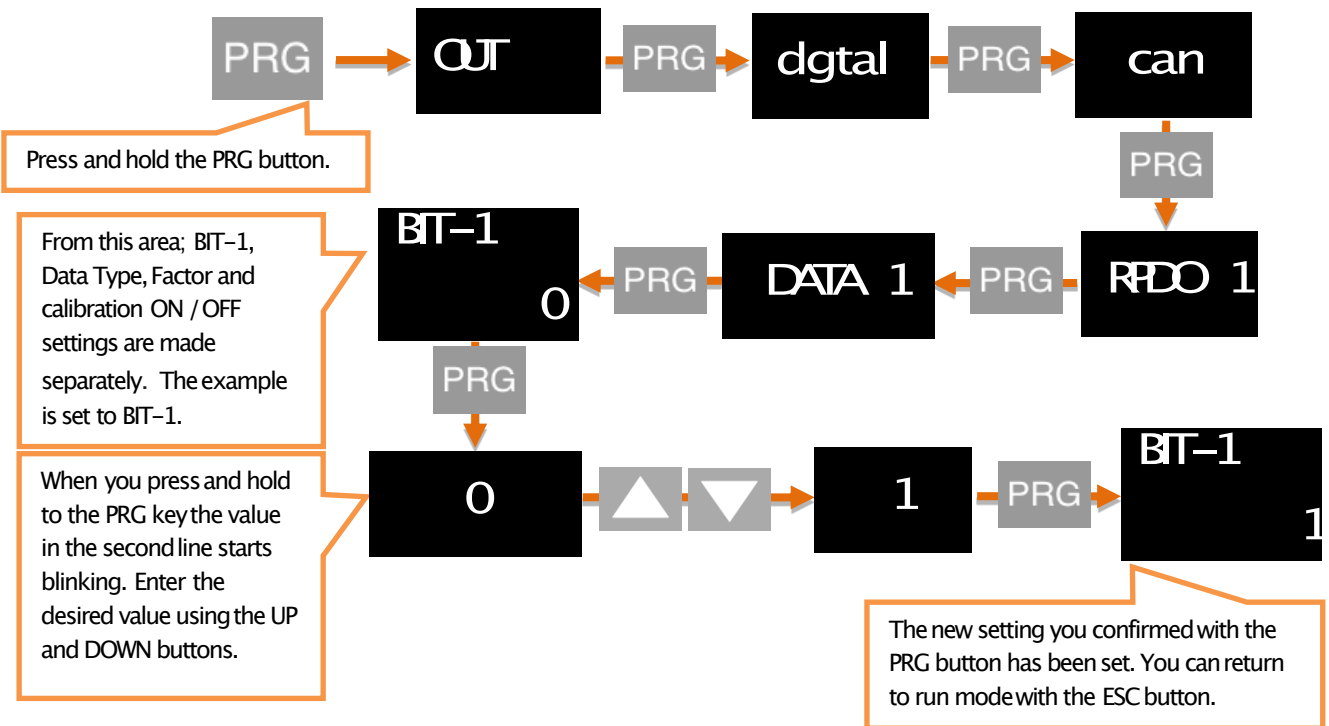 PRG
OUT
PRG
dgtal
PRG
can
Press and hold the PRG button.
PRG
RPDO 1
PRG
DATA 1
PRG
BIT–1
0
From this area; BIT–1,
Data Type, Factor and
calibration ON / OFF
settings are made
separately. The example
is set to BIT–1.
PRG
When you press and hold
to the PRG key the value
in the second line starts
blinking. Enter the
desired value using the UP
and DOWN buttons.
0
1
PRG
BIT–1
1
The new setting you confirmed with the
PRG button has been set. You can return
to run mode with the ESC button.